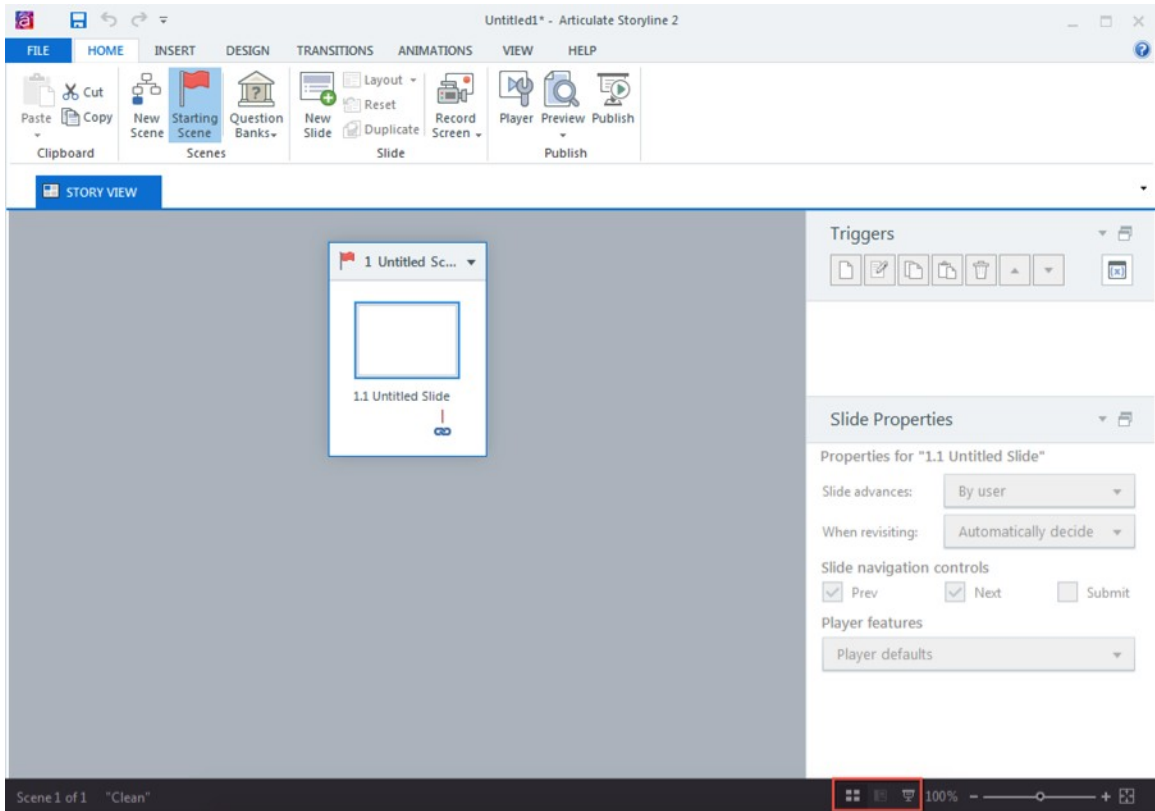 Untitled1* - Articulate Storyline 2
FILE HOME INSERT DESIGN TRANSITIONS ANIMATIONS VIEW HELP
Paste
Cut
Copy
Clipboard
New Scene
Starting Scene
Question Banks
Scenes
New Slide
Layout
Reset
Duplicate
Record Screen
Slide
Player
Preview
Publish
Publish
STORY VIEW
1 Untitled Sc...
1.1 Untitled Slide
Triggers
Slide Properties
Properties for "1.1 Untitled Slide"
Slide advances: By user
When revisiting: Automatically decide
Slide navigation controls
Prev Next Submit
Player features
Player defaults
Scene 1 of 1 "Clean" 100%